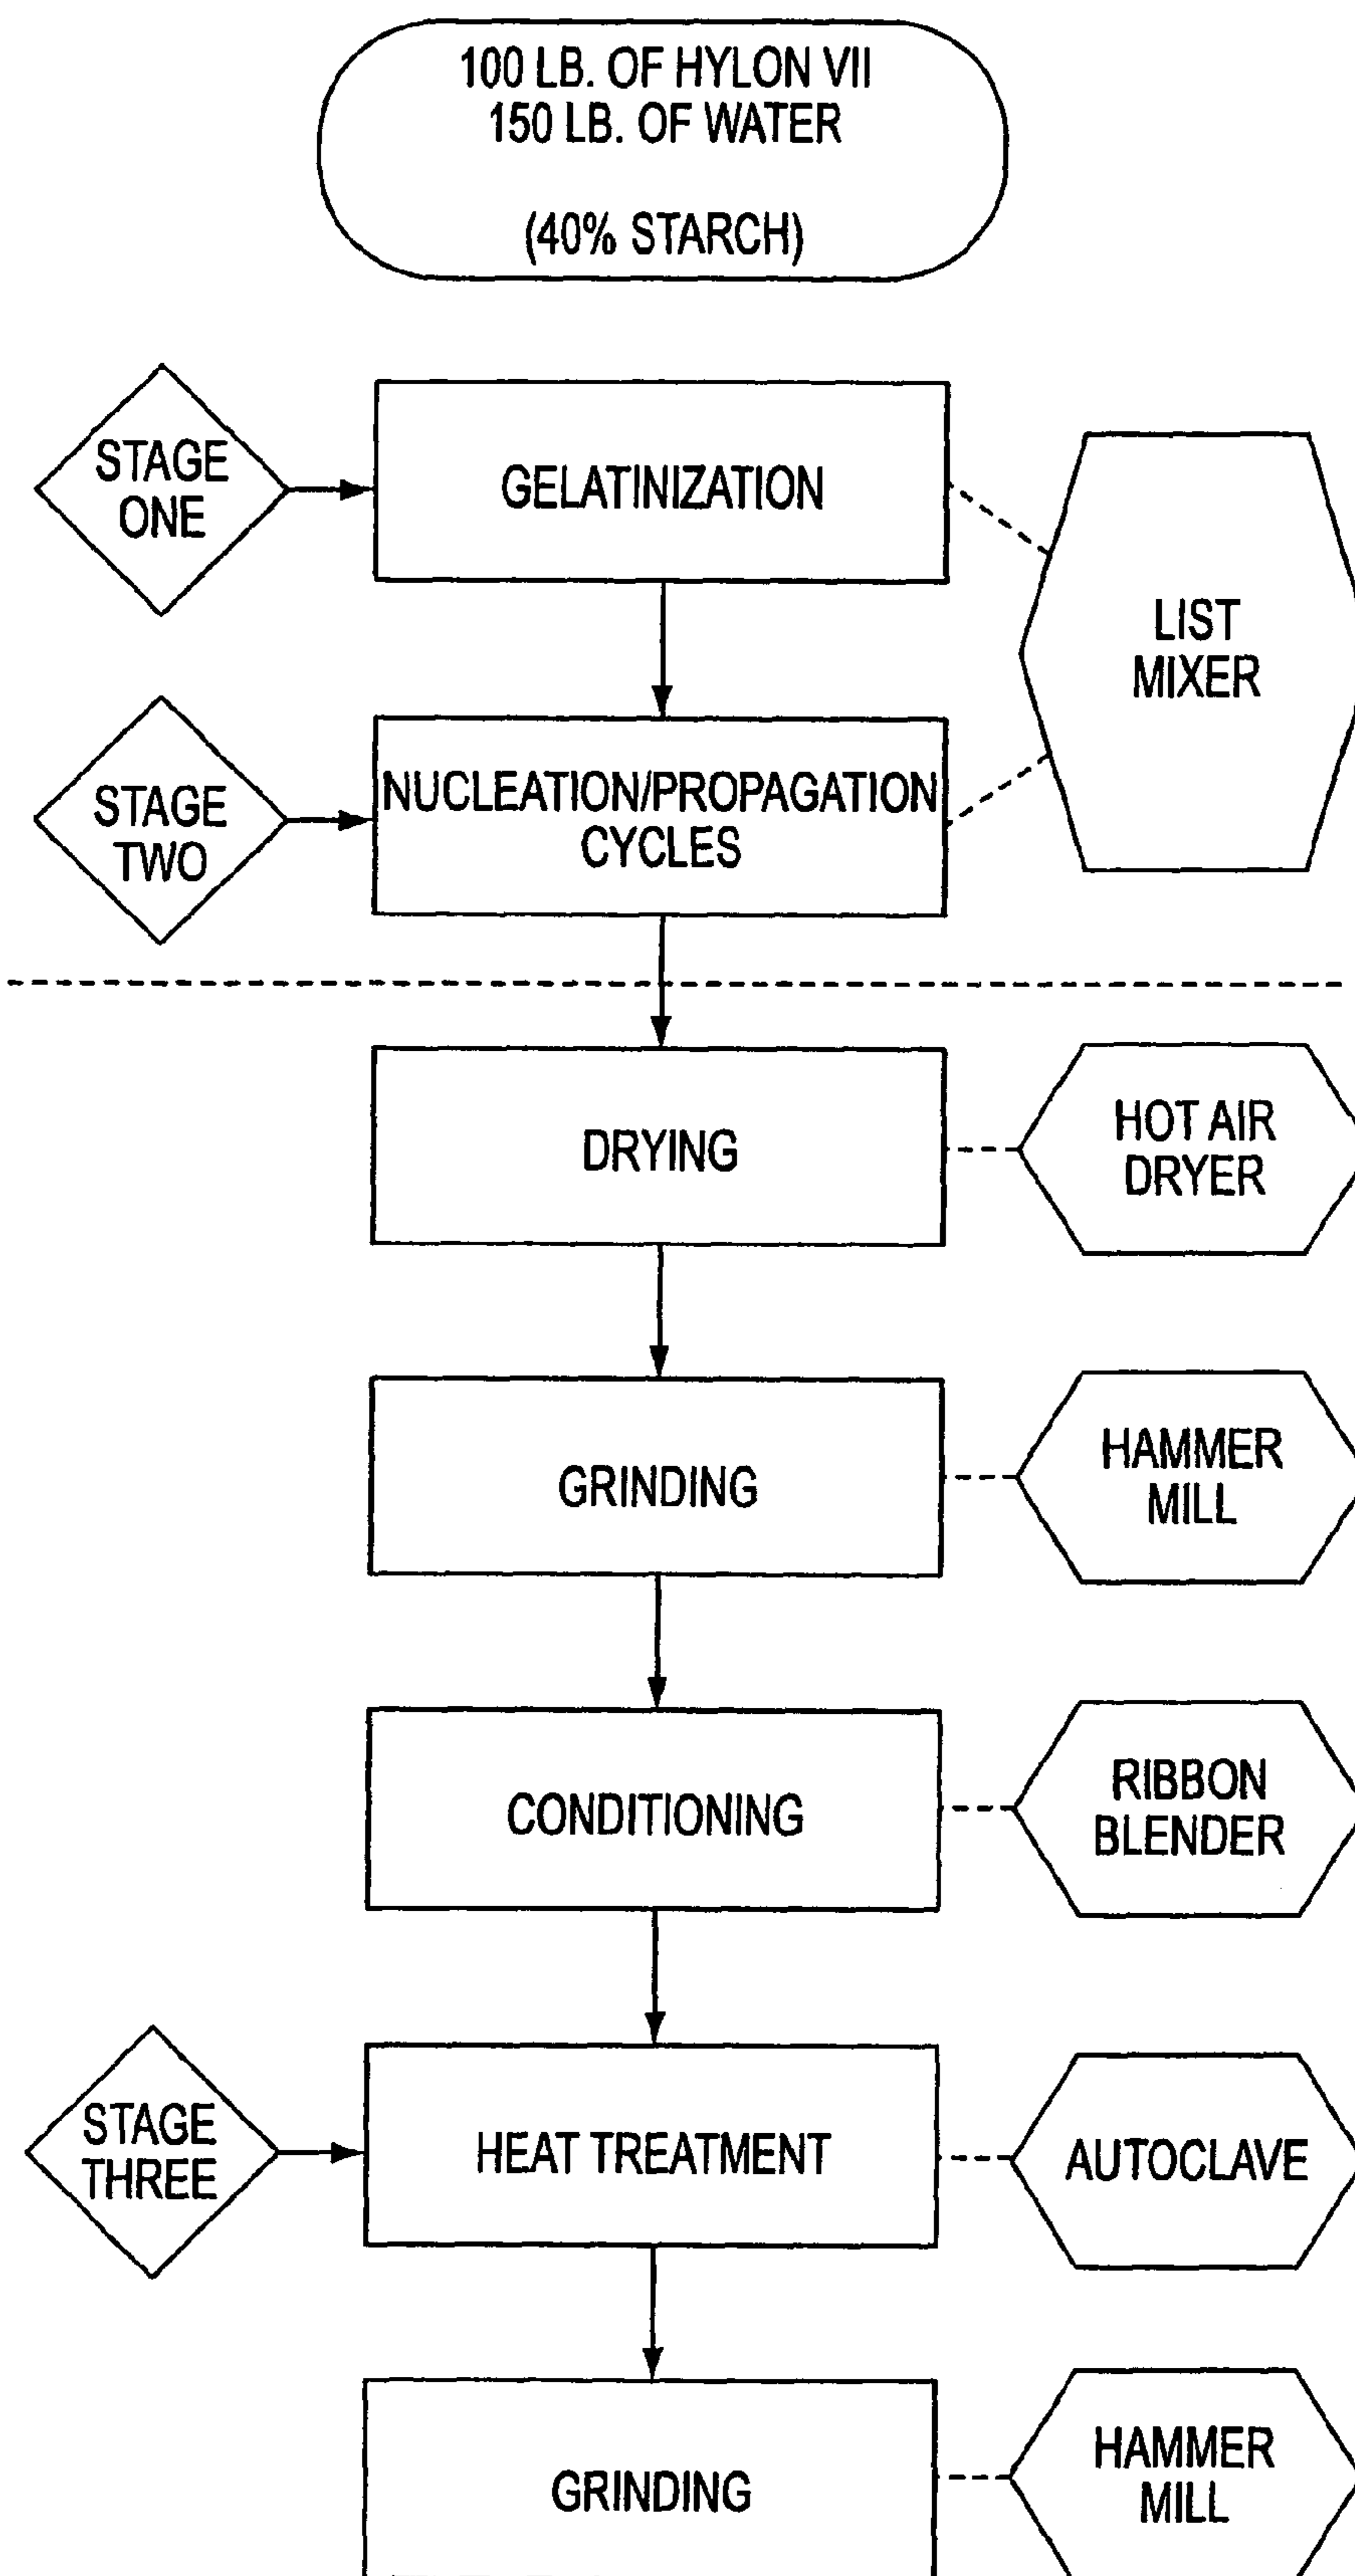 100 LB. OF HYLON VII
150 LB. OF WATER
(40% STARCH)
STAGE
ONE
GELATINIZATION
LIST
MIXER
STAGE
TWO
NUCLEATION/PROPAGATION
CYCLES
DRYING
HOT AIR
DRYER
GRINDING
HAMMER
MILL
CONDITIONING
RIBBON
BLENDER
STAGE
THREE
HEAT TREATMENT
AUTOCLAVE
GRINDING
HAMMER
MILL